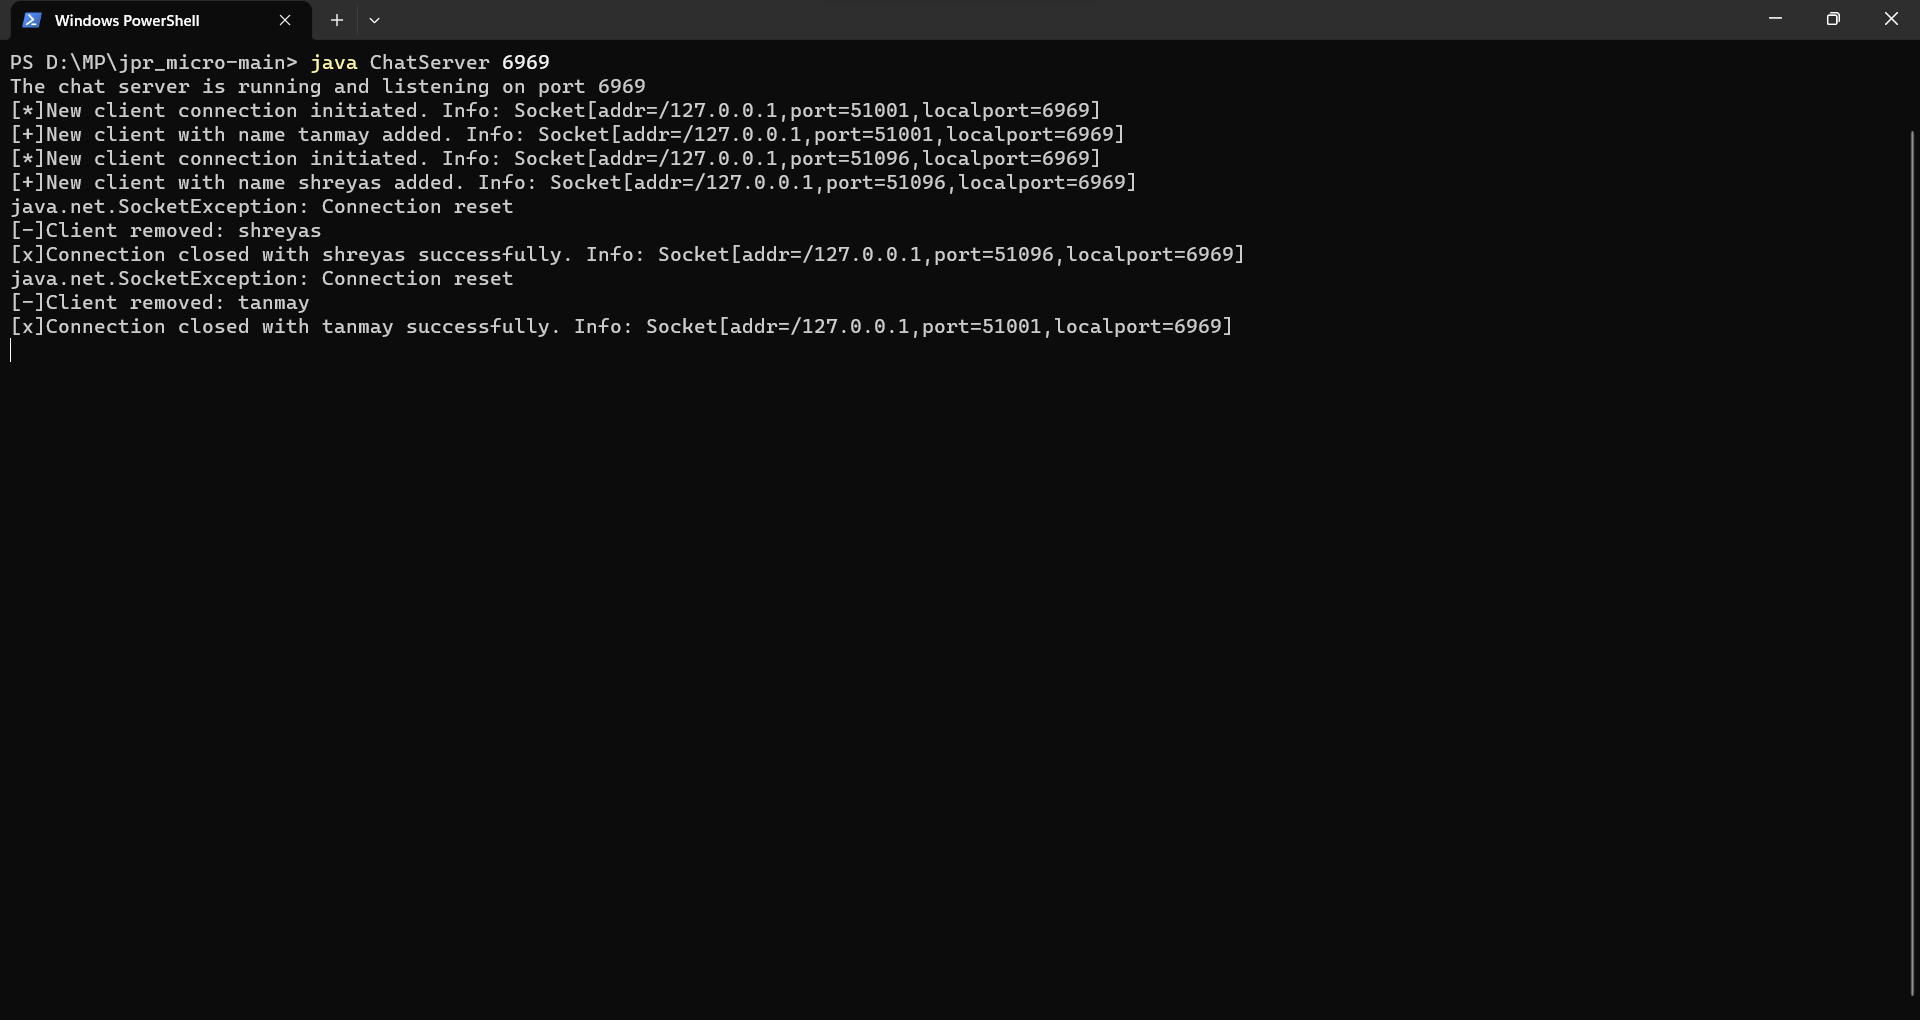 Windows PowerShell
PS D:\MP\jpr_micro-main> java ChatServer 6969
The chat server is running and listening on port 6969
[*]New client connection initiated. Info: Socket[addr=/127.0.0.1,port=51001,localport=6969]
[+]New client with name tanmay added. Info: Socket[addr=/127.0.0.1,port=51001,localport=6969]
[*]New client connection initiated. Info: Socket[addr=/127.0.0.1,port=51096,localport=6969]
[+]New client with name shreyas added. Info: Socket[addr=/127.0.0.1,port=51096,localport=6969]
java.net.SocketException: Connection reset
[-]Client removed: shreyas
[x]Connection closed with shreyas successfully. Info: Socket[addr=/127.0.0.1,port=51096,localport=6969]
java.net.SocketException: Connection reset
[-]Client removed: tanmay
[x]Connection closed with tanmay successfully. Info: Socket[addr=/127.0.0.1,port=51001,localport=6969]